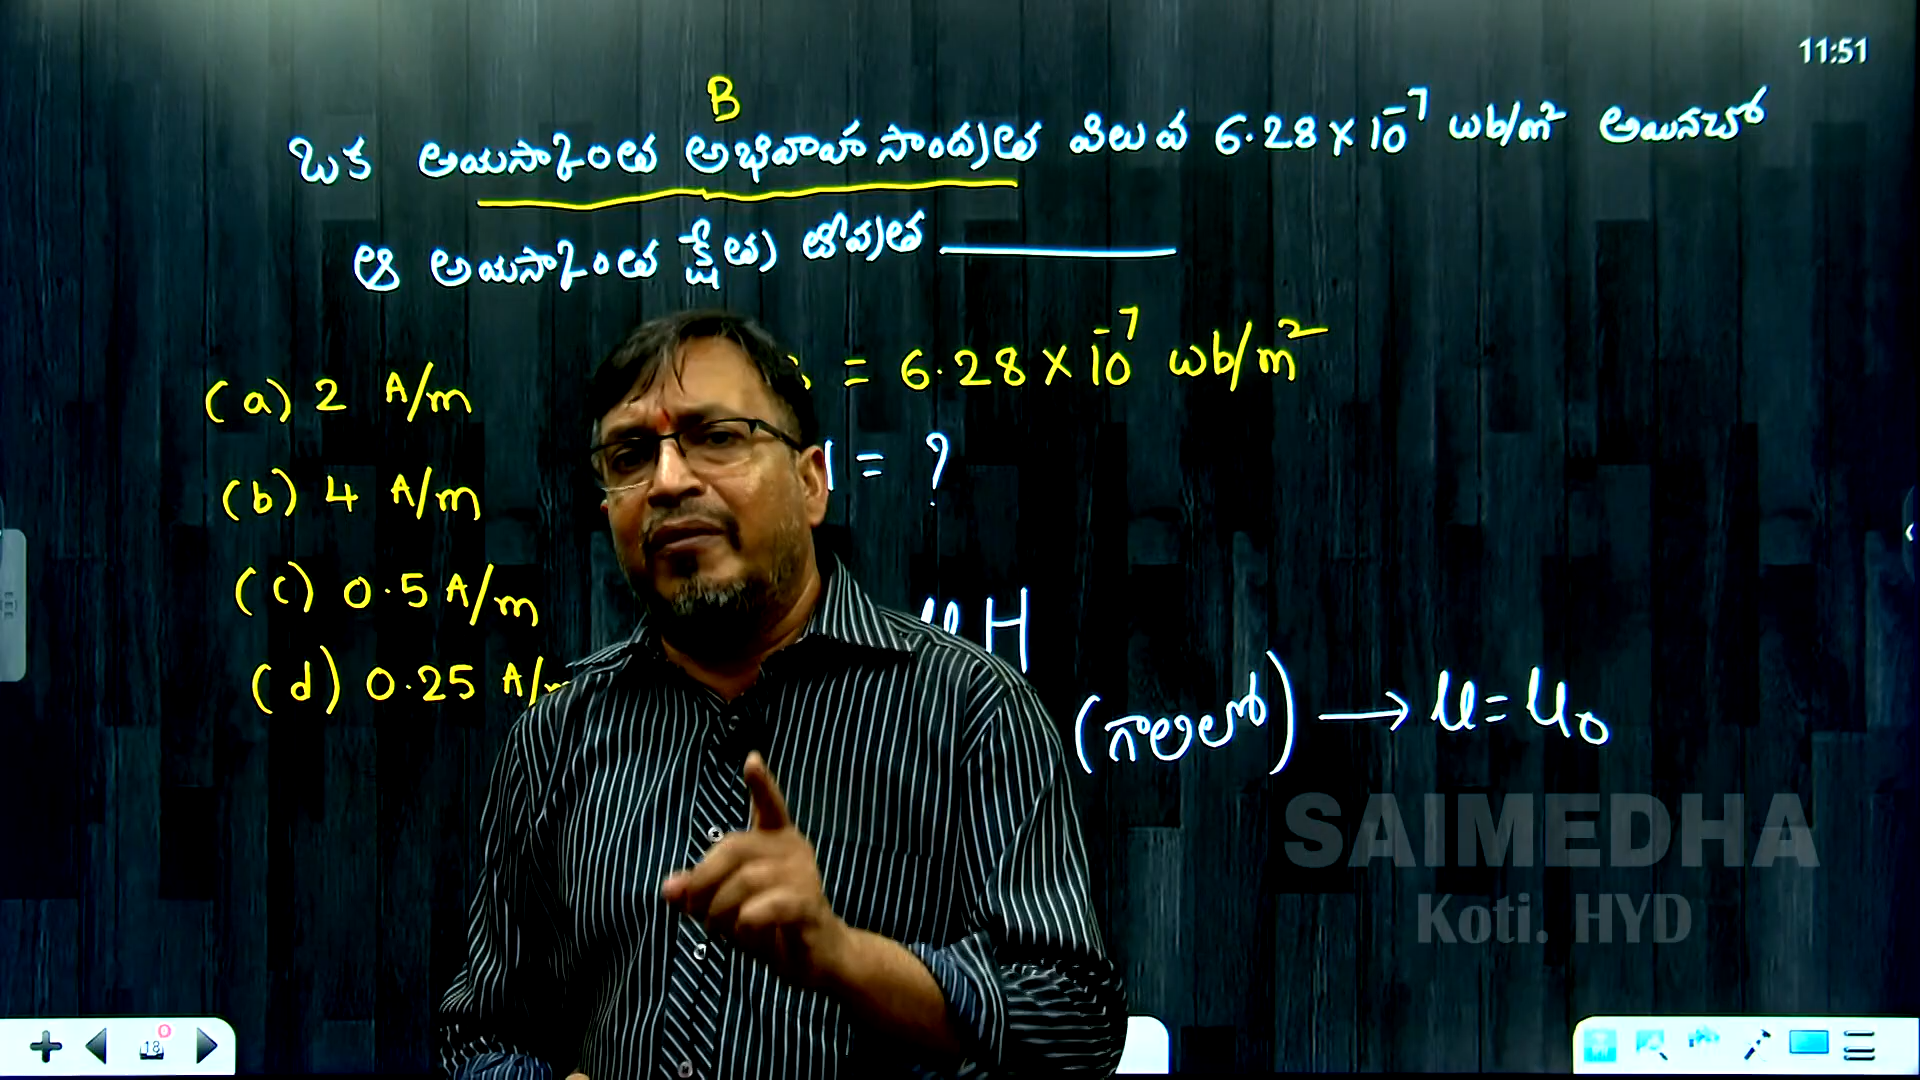 11:51
B
ఒక అయస్కాంత అభివాహ సాంద్రత విలువ 6.28 × 10⁻⁷ wb/m² అయినచో
ఆ అయస్కాంత క్షేత్ర తీవ్రత ________
(a) 2 A/m
= 6.28 × 10⁻⁷ wb/m²
(b) 4 A/m
= ?
(c) 0.5 A/m
μ H
(d) 0.25 A/m
(గాలిలో) → μ = μ₀
SAIMEDHA
Koti. HYD
18